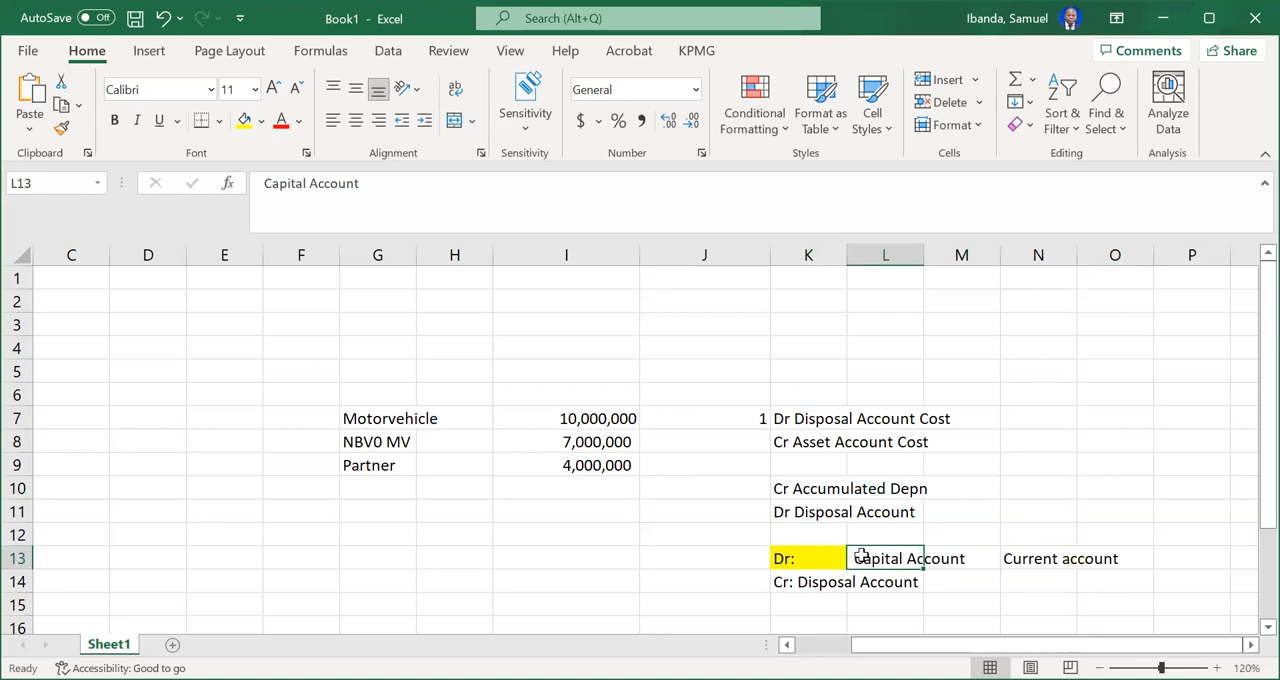 AutoSave Off Book1 - Excel Search (Alt+Q) Ibanda, Samuel
File Home Insert Page Layout Formulas Data Review View Help Acrobat KPMG Comments Share
Paste Calibri 11 General Conditional Formatting Format as Table Cell Styles Insert Delete Format Sort & Filter Find & Select Analyze Data
Sensitivity
Clipboard Font Alignment Sensitivity Number Styles Cells Editing Analysis
L13 fx Capital Account
C D E F G H I J K L M N O P
1
2
3
4
5
6
7 Motorvehicle 10,000,000 1 Dr Disposal Account Cost
8 NBV0 MV 7,000,000 Cr Asset Account Cost
9 Partner 4,000,000
10 Cr Accumulated Depn
11 Dr Disposal Account
12
13 Dr: Capital Account Current account
14 Cr: Disposal Account
15
16
Sheet1
Ready Accessibility: Good to go 120%